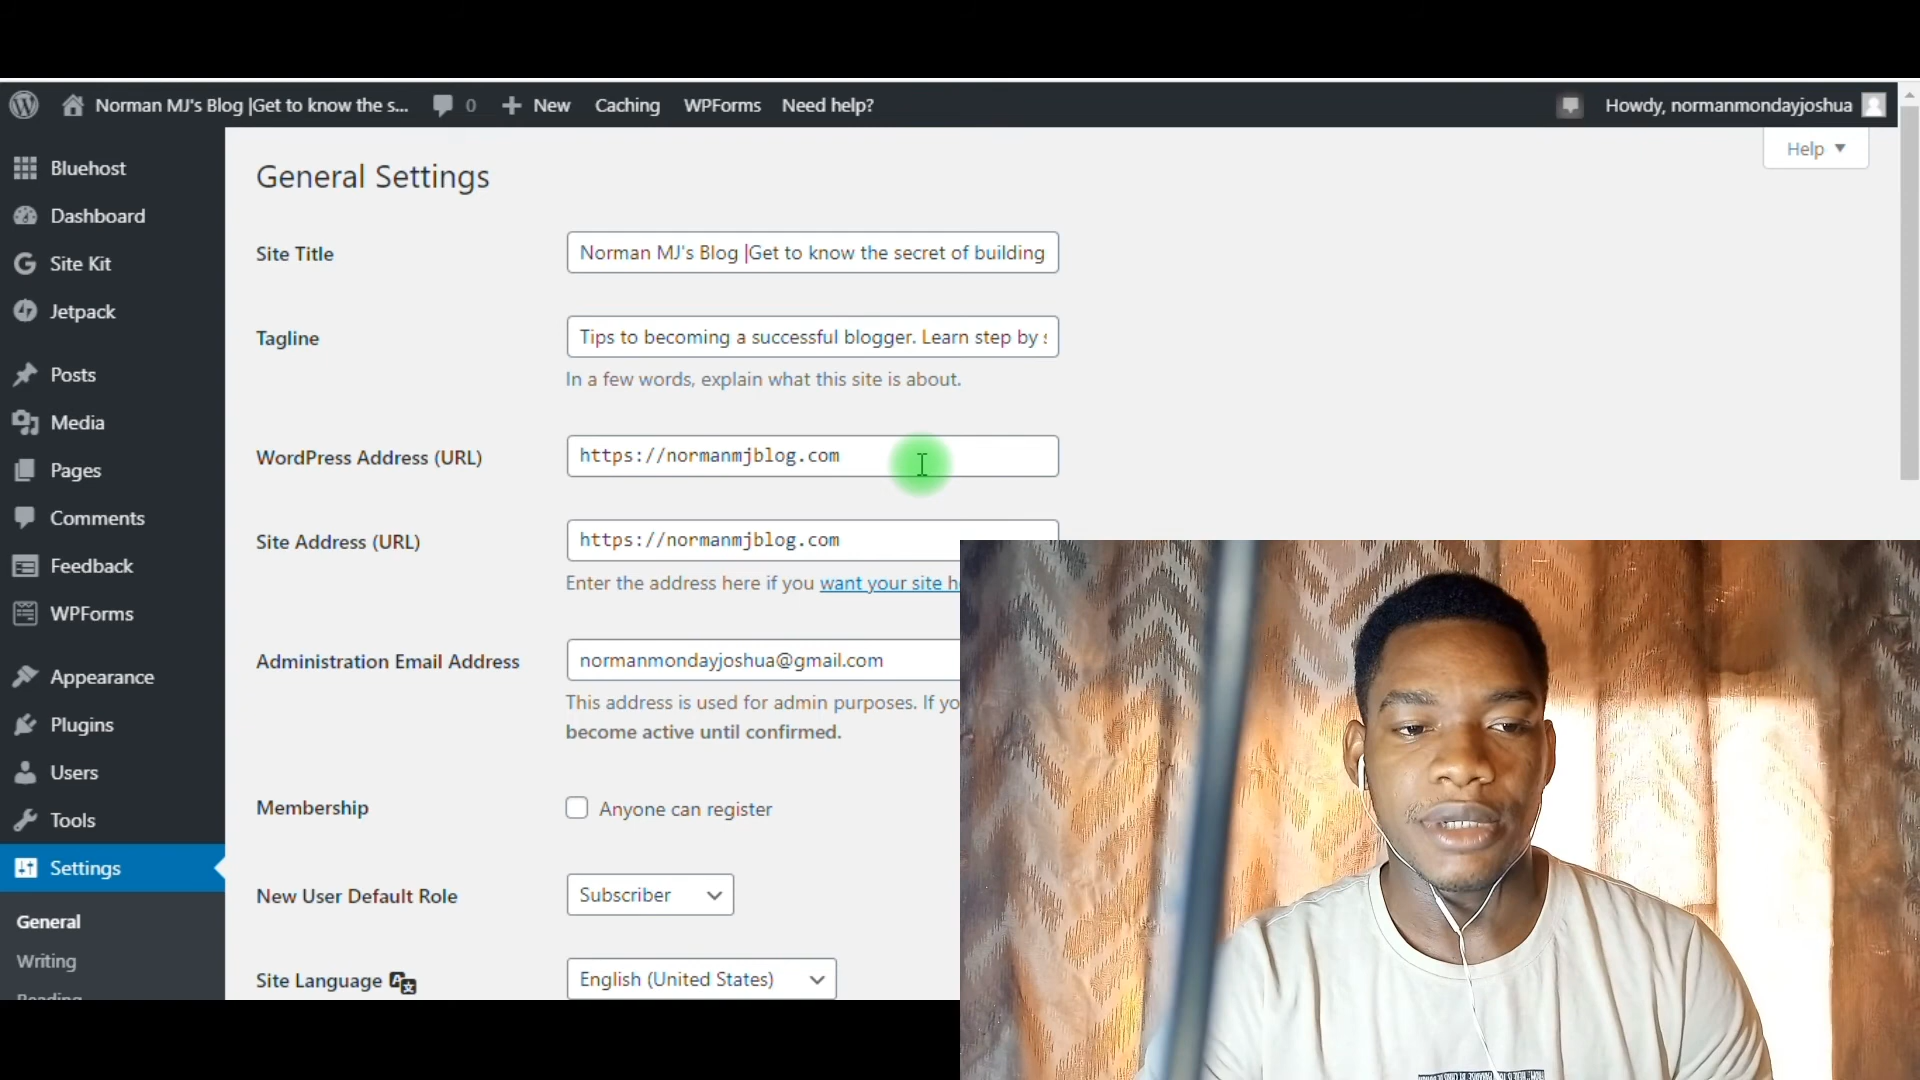 Norman MJ's Blog |Get to know the s...
0
New
Caching
WPForms
Need help?
Howdy, normanmondayjoshua
Help
Bluehost
Dashboard
Site Kit
Jetpack
Posts
Media
Pages
Comments
Feedback
WPForms
Appearance
Plugins
Users
Tools
Settings
General
Writing
Reading
General Settings
Site Title
Norman MJ's Blog |Get to know the secret of building
Tagline
Tips to becoming a successful blogger. Learn step by
In a few words, explain what this site is about.
WordPress Address (URL)
https://normanmjblog.com
Site Address (URL)
https://normanmjblog.com
Enter the address here if you want your site
Administration Email Address
normanmondayjoshua@gmail.com
This address is used for admin purposes. If
become active until confirmed.
Membership
Anyone can register
New User Default Role
Subscriber
Site Language
English (United States)